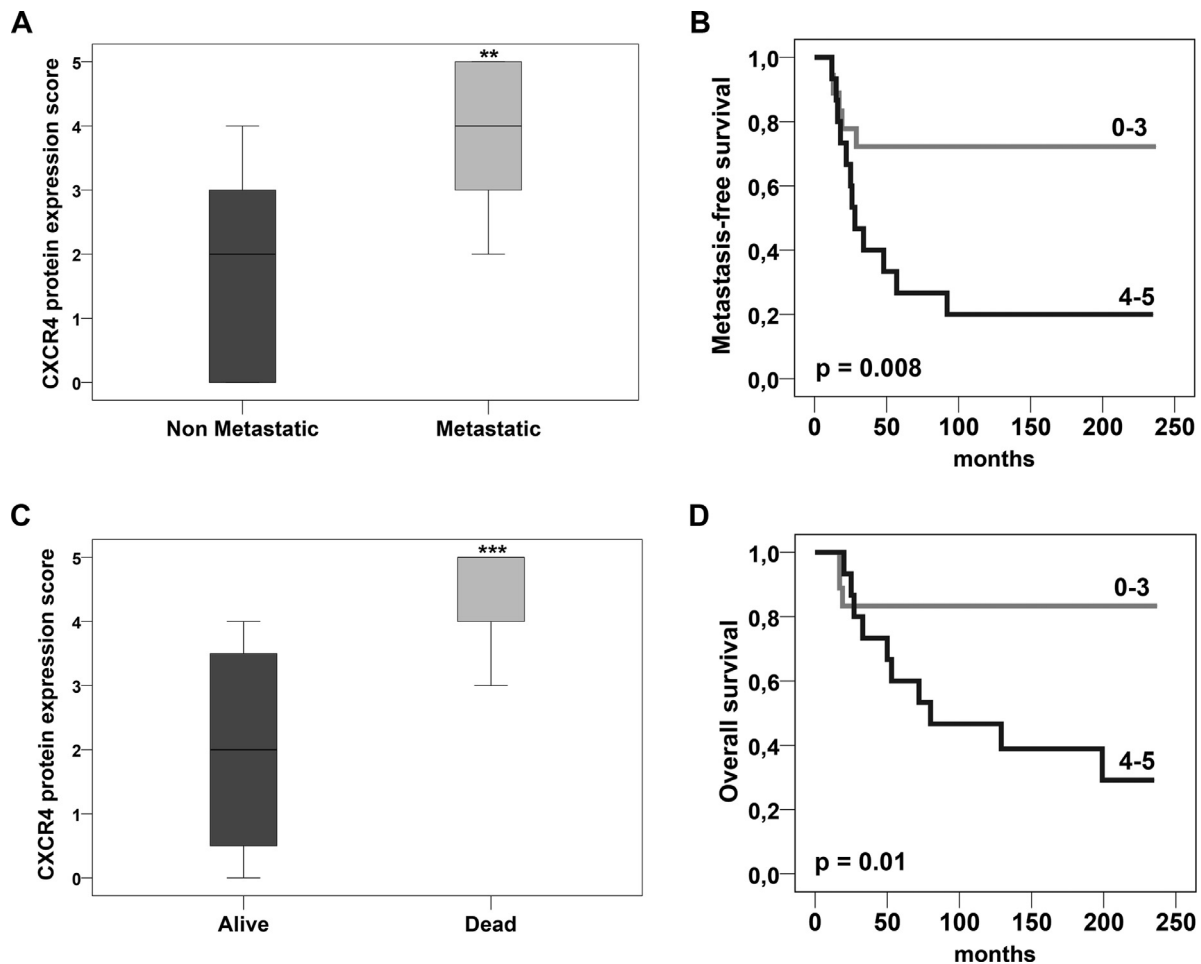 A
CXCR4 protein expression score
5
4
3
2
1
0
**
Non Metastatic
Metastatic
B
Metastasis-free survival
1,0
0,8
0,6
0,4
0,2
0,0
0-3
4-5
p = 0.008
0 50 100 150 200 250
months
C
CXCR4 protein expression score
5
4
3
2
1
0
***
Alive
Dead
D
Overall survival
1,0
0,8
0,6
0,4
0,2
0,0
0-3
4-5
p = 0.01
0 50 100 150 200 250
months